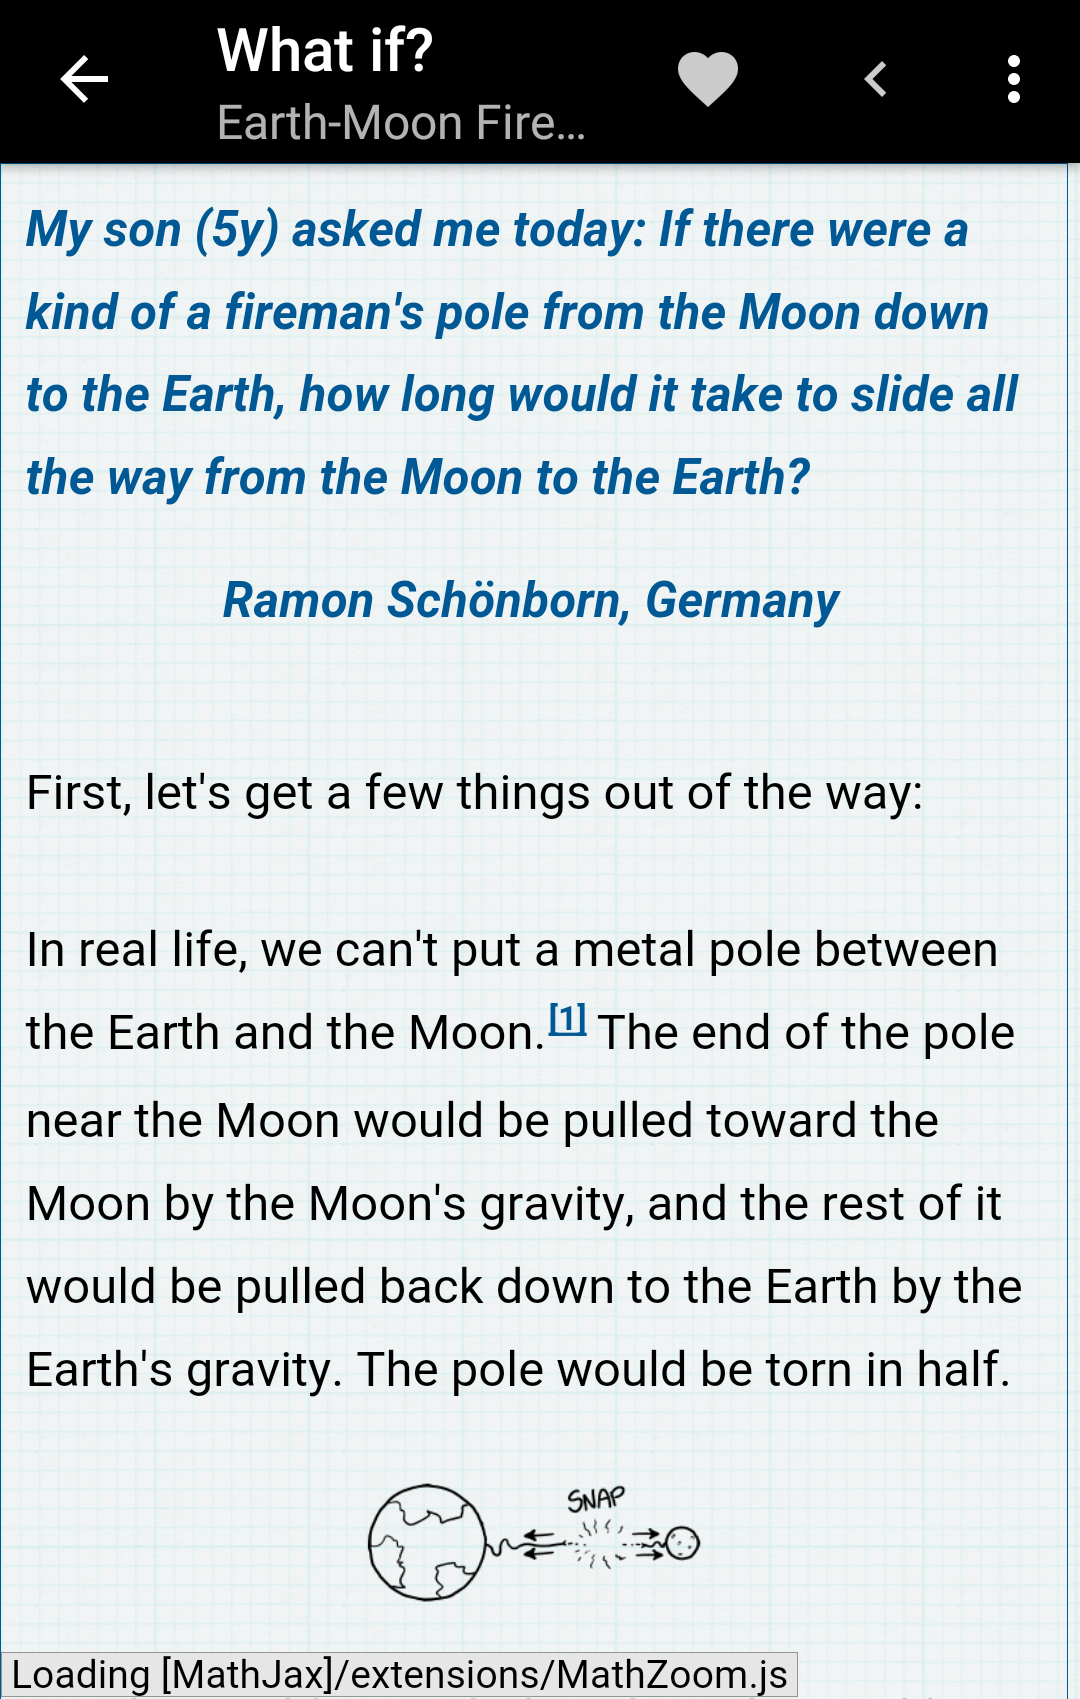 What if?
Earth-Moon Fire...
My son (5y) asked me today: If there were a
kind of a fireman's pole from the Moon down
to the Earth, how long would it take to slide all
the way from the Moon to the Earth?
Ramon Schönborn, Germany
First, let's get a few things out of the way:
In real life, we can't put a metal pole between
the Earth and the Moon.[1] The end of the pole
near the Moon would be pulled toward the
Moon by the Moon's gravity, and the rest of it
would be pulled back down to the Earth by the
Earth's gravity. The pole would be torn in half.
SNAP
Loading [MathJax]/extensions/MathZoom.js